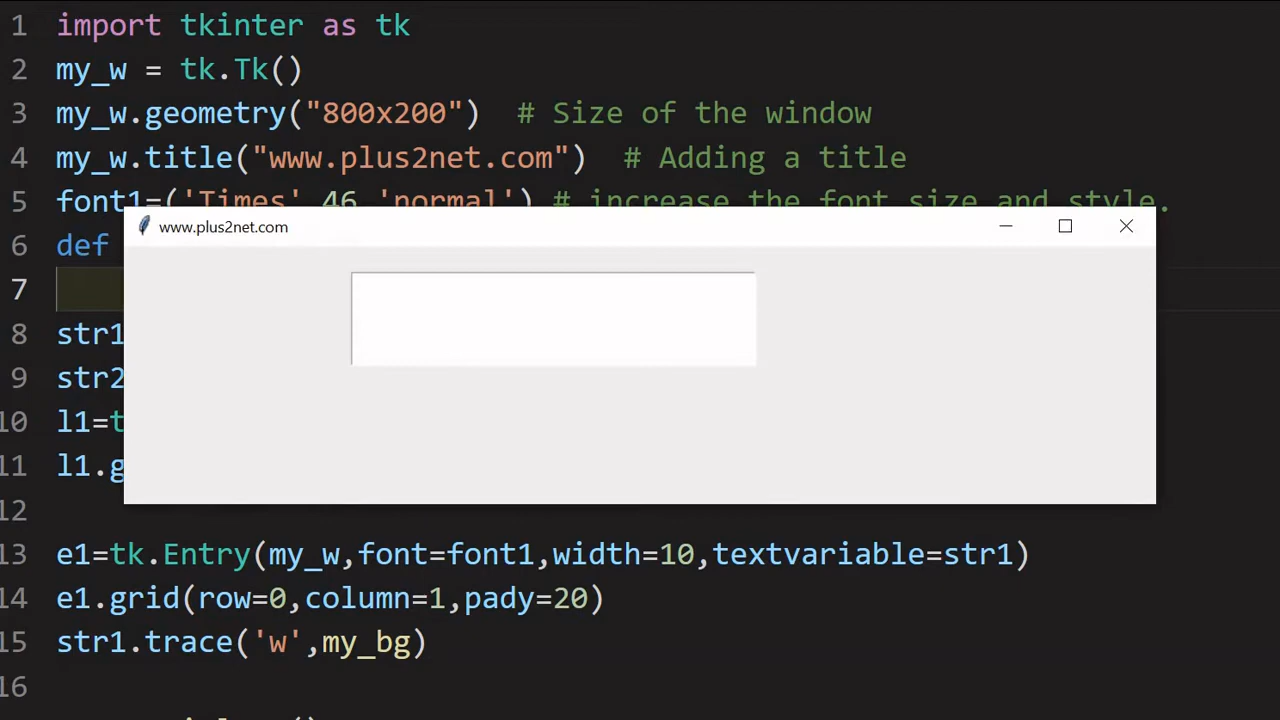 1 import tkinter as tk
2 my_w = tk.Tk()
3 my_w.geometry("800x200")  # Size of the window
4 my_w.title("www.plus2net.com")  # Adding a title
5 font1=('Times',46,'normal') # increase the font size and style.
www.plus2net.com
6 def
7
8 str1
9 str2
10 l1=t
11 l1.g
12
13 e1=tk.Entry(my_w,font=font1,width=10,textvariable=str1)
14 e1.grid(row=0,column=1,pady=20)
15 str1.trace('w',my_bg)
16